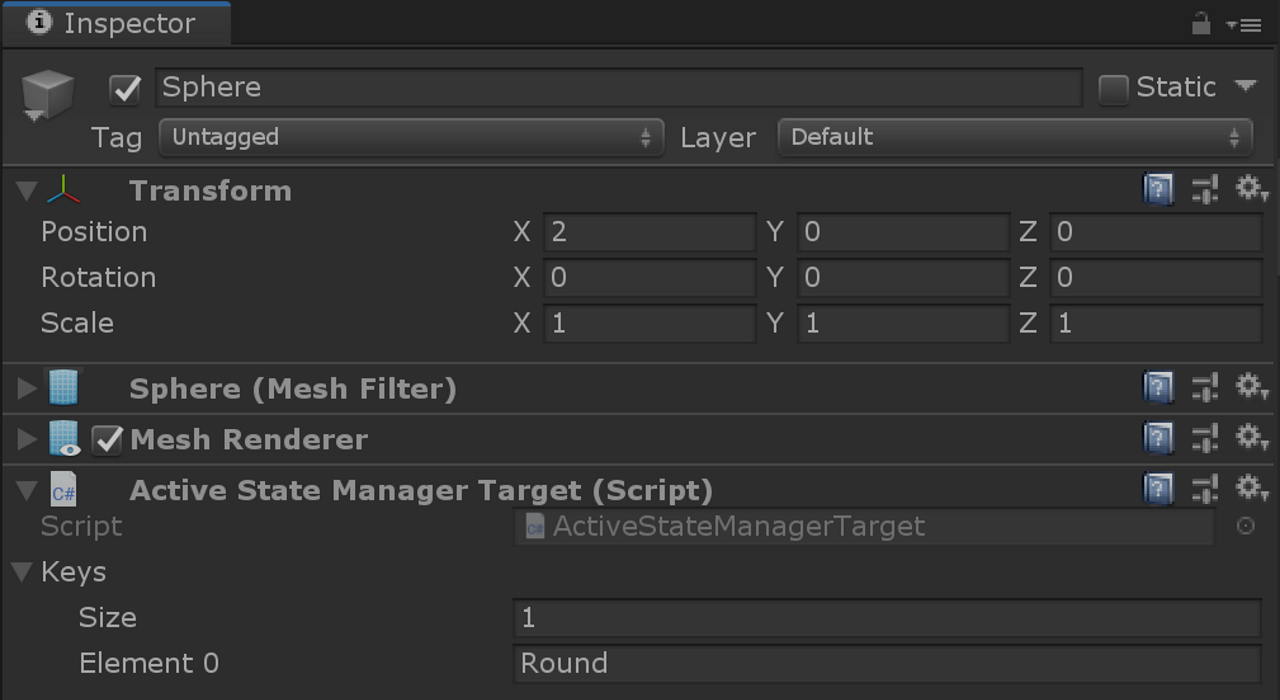 Inspector
Sphere Static
Tag Untagged Layer Default
Transform
Position X 2 Y 0 Z 0
Rotation X 0 Y 0 Z 0
Scale X 1 Y 1 Z 1
Sphere (Mesh Filter)
Mesh Renderer
C# Active State Manager Target (Script)
Script C# ActiveStateManagerTarget
Keys
Size 1
Element 0 Round